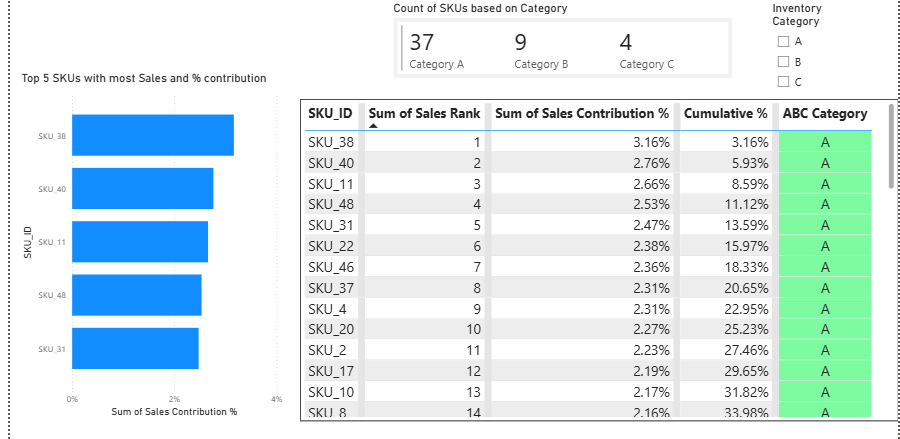 Count of SKUs based on Category
37 9 4
Category A Category B Category C
Inventory
Category
A
B
C
Top 5 SKUs with most Sales and % contribution
SKU_ID
SKU_38
SKU_40
SKU_11
SKU_48
SKU_31
0% 2% 4%
Sum of Sales Contribution %
SKU_ID Sum of Sales Rank Sum of Sales Contribution % Cumulative % ABC Category
SKU_38 1 3.16% 3.16% A
SKU_40 2 2.76% 5.93% A
SKU_11 3 2.66% 8.59% A
SKU_48 4 2.53% 11.12% A
SKU_31 5 2.47% 13.59% A
SKU_22 6 2.38% 15.97% A
SKU_46 7 2.36% 18.33% A
SKU_37 8 2.31% 20.65% A
SKU_4 9 2.31% 22.95% A
SKU_20 10 2.27% 25.23% A
SKU_2 11 2.23% 27.46% A
SKU_17 12 2.19% 29.65% A
SKU_10 13 2.17% 31.82% A
SKU_8 14 2.16% 33.98% A